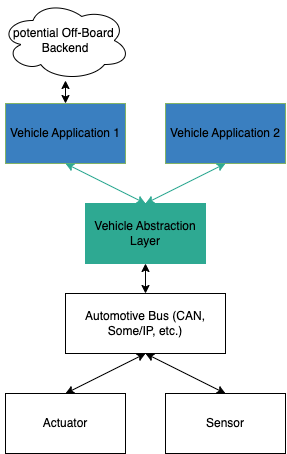 potential Off-Board
Backend
Vehicle Application 1
Vehicle Application 2
Vehicle Abstraction
Layer
Automotive Bus (CAN,
Some/IP, etc.)
Actuator
Sensor